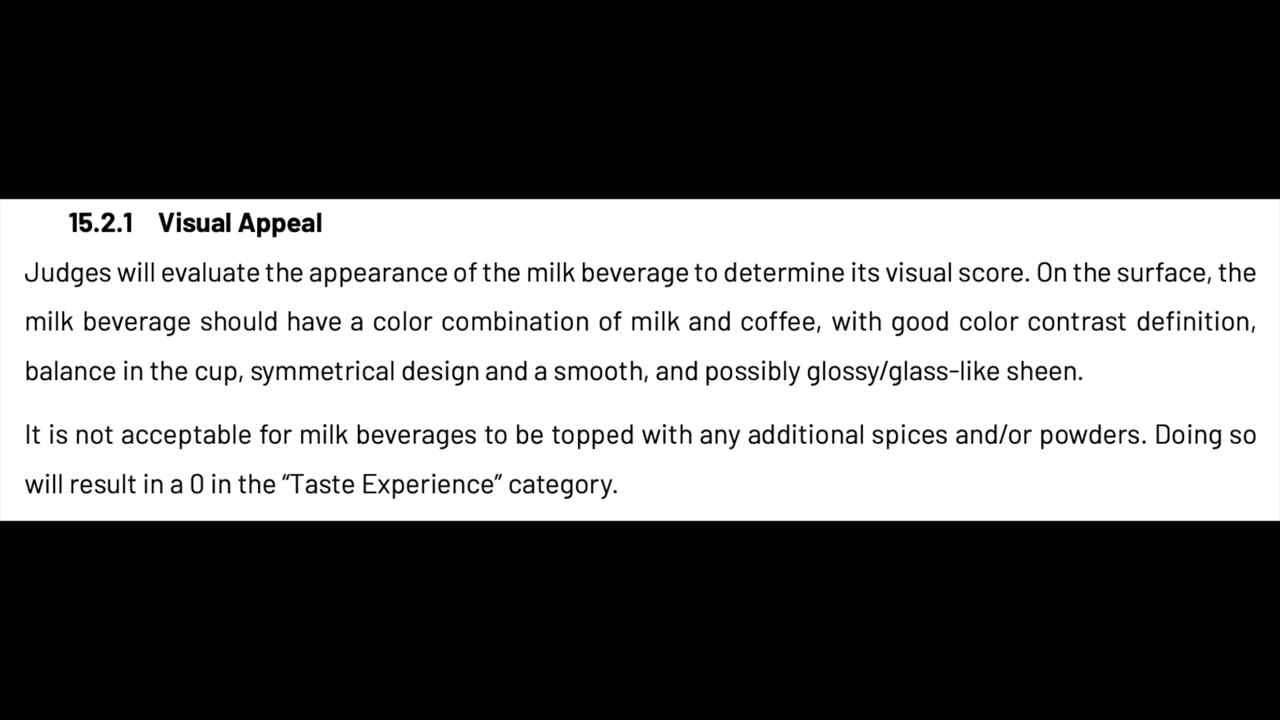 15.2.1 Visual Appeal
Judges will evaluate the appearance of the milk beverage to determine its visual score. On the surface, the
milk beverage should have a color combination of milk and coffee, with good color contrast definition,
balance in the cup, symmetrical design and a smooth, and possibly glossy/glass-like sheen.
It is not acceptable for milk beverages to be topped with any additional spices and/or powders. Doing so
will result in a 0 in the “Taste Experience” category.